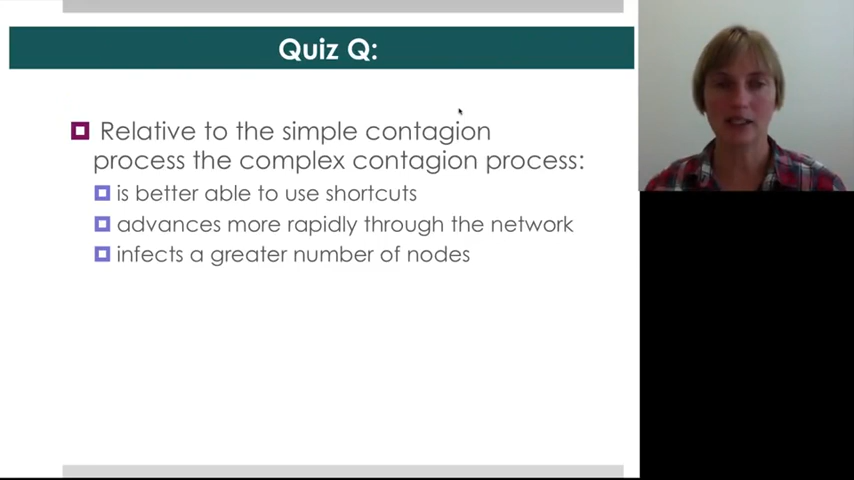 Quiz Q:
Relative to the simple contagion
process the complex contagion process:
is better able to use shortcuts
advances more rapidly through the network
infects a greater number of nodes